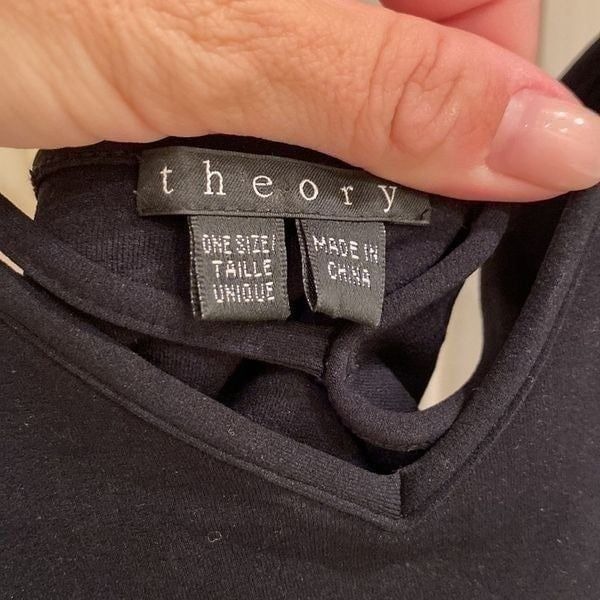 theory
ONE SIZE/
TAILLE
UNIQUE
MADE IN
CHINA